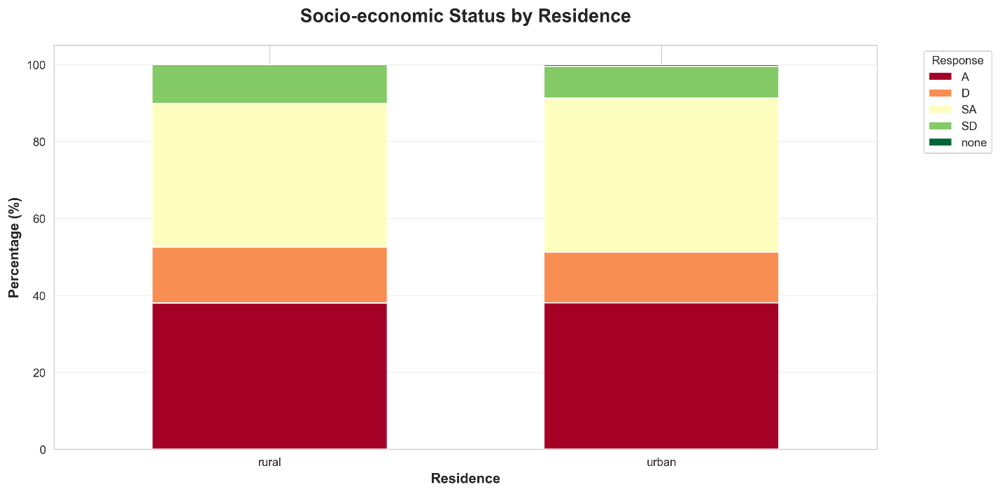 Socio-economic Status by Residence
Response
A
D
SA
SD
none
Percentage (%)
100
80
60
40
20
0
rural
urban
Residence